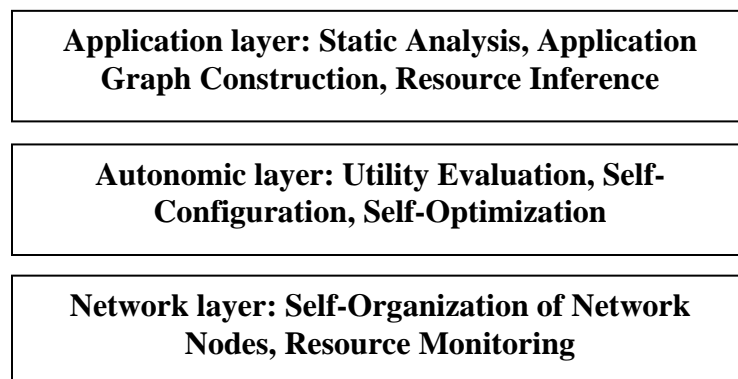 Application layer: Static Analysis, Application
Graph Construction, Resource Inference
Autonomic layer: Utility Evaluation, Self-
Configuration, Self-Optimization
Network layer: Self-Organization of Network
Nodes, Resource Monitoring